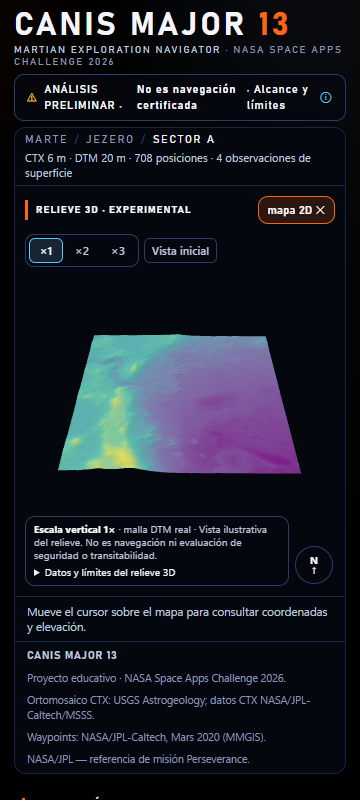 CANIS MAJOR 13
MARTIAN EXPLORATION NAVIGATOR · NASA SPACE APPS
CHALLENGE 2026
ANÁLISIS PRELIMINAR · No es navegación certificada · Alcance y límites
MARTE / JEZERO / SECTOR A
CTX 6 m · DTM 20 m · 708 posiciones · 4 observaciones de
superficie
RELIEVE 3D · EXPERIMENTAL
mapa 2D ✕
×1 ×2 ×3 Vista inicial
Escala vertical 1× · malla DTM real · Vista ilustrativa
del relieve. No es navegación ni evaluación de
seguridad o transitabilidad.
▶ Datos y límites del relieve 3D
N
↑
Mueve el cursor sobre el mapa para consultar coordenadas
y elevación.
CANIS MAJOR 13
Proyecto educativo · NASA Space Apps Challenge 2026.
Ortomosaico CTX: USGS Astrogeology; datos CTX NASA/JPL-
Caltech/MSSS.
Waypoints: NASA/JPL-Caltech, Mars 2020 (MMGIS).
NASA/JPL — referencia de misión Perseverance.